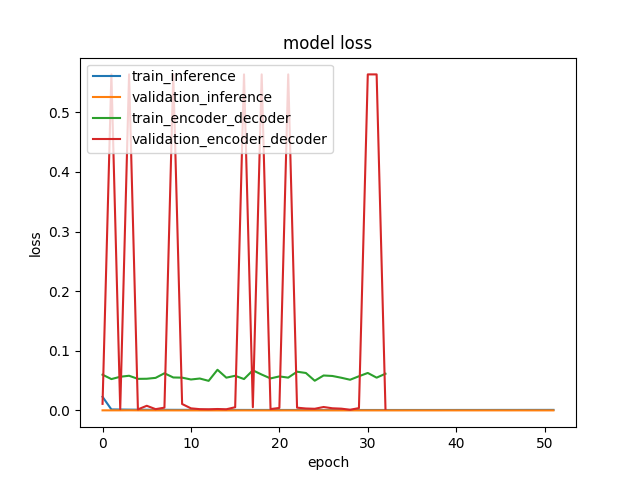 model loss
train_inference
validation_inference
train_encoder_decoder
validation_encoder_decoder
0.5
0.4
0.3
0.2
0.1
0.0
loss
0 10 20 30 40 50
epoch